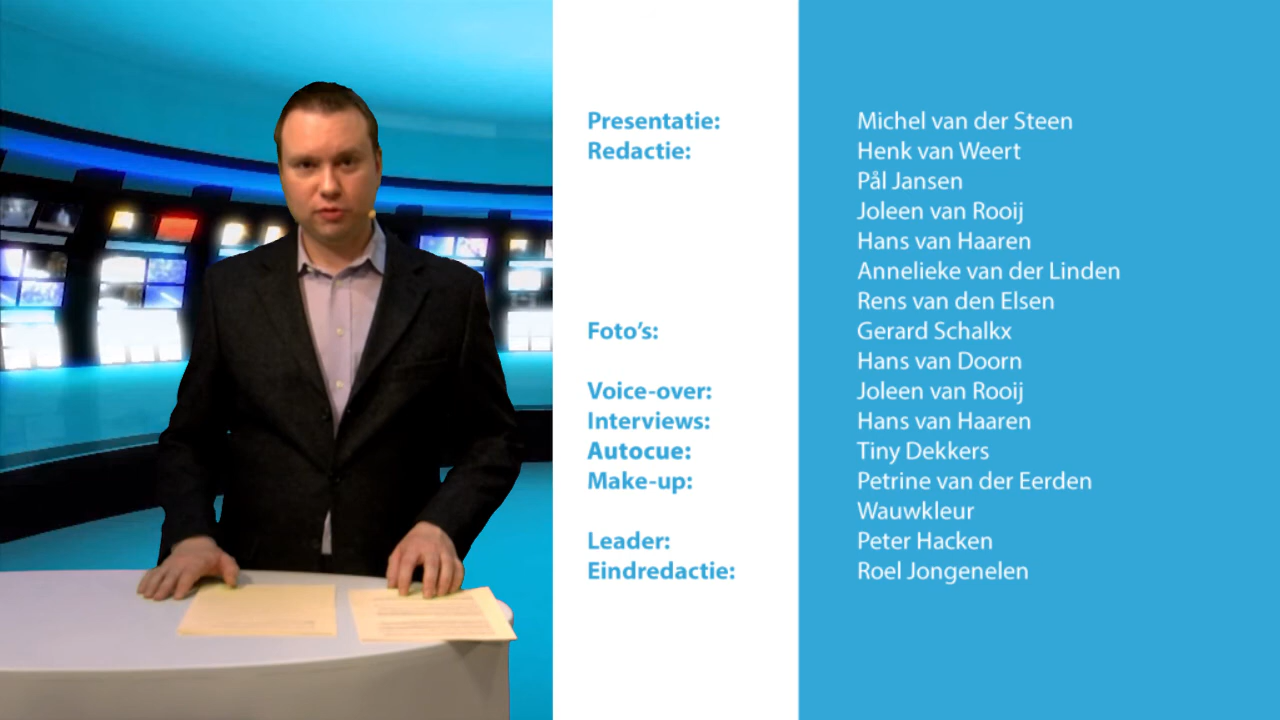 Presentatie: Michel van der Steen
Redactie: Henk van Weert
Pål Jansen
Joleen van Rooij
Hans van Haaren
Annelieke van der Linden
Rens van den Elsen
Foto's: Gerard Schalkx
Hans van Doorn
Voice-over: Joleen van Rooij
Interviews: Hans van Haaren
Autocue: Tiny Dekkers
Make-up: Petrine van der Eerden
Wauwkleur
Leader: Peter Hacken
Eindredactie: Roel Jongenelen